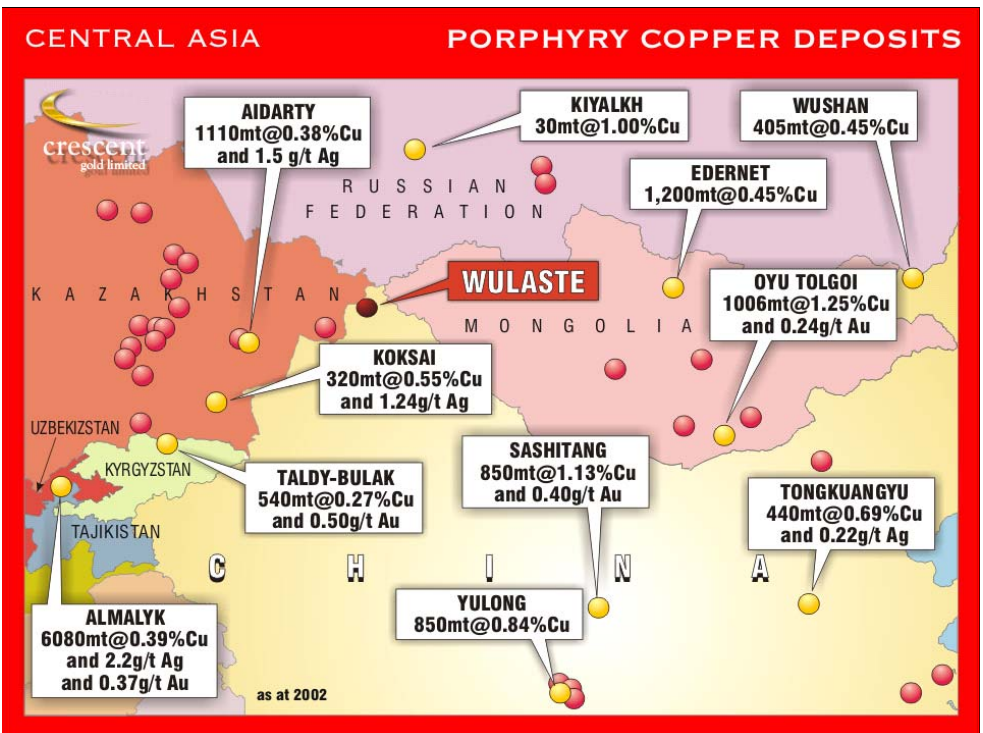 CENTRAL ASIA
PORPHYRY COPPER DEPOSITS
crescent
gold limited
AIDARTY
1110mt@0.38%Cu
and 1.5 g/t Ag
KIYALKH
30mt@1.00%Cu
WUSHAN
405mt@0.45%Cu
EDERNET
1,200mt@0.45%Cu
RUSSIAN
FEDERATION
KAZAKHSTAN
WULASTE
MONGOLIA
OYU TOLGOI
1006mt@1.25%Cu
and 0.24g/t Au
KOKSAI
320mt@0.55%Cu
and 1.24g/t Ag
UZBEKIZSTAN
KYRGYZSTAN
TALDY-BULAK
540mt@0.27%Cu
and 0.50g/t Au
SASHITANG
850mt@1.13%Cu
and 0.40g/t Au
TONGKUANGYU
440mt@0.69%Cu
and 0.22g/t Ag
TAJIKISTAN
CHINA
ALMALYK
6080mt@0.39%Cu
and 2.2g/t Ag
and 0.37g/t Au
YULONG
850mt@0.84%Cu
as at 2002